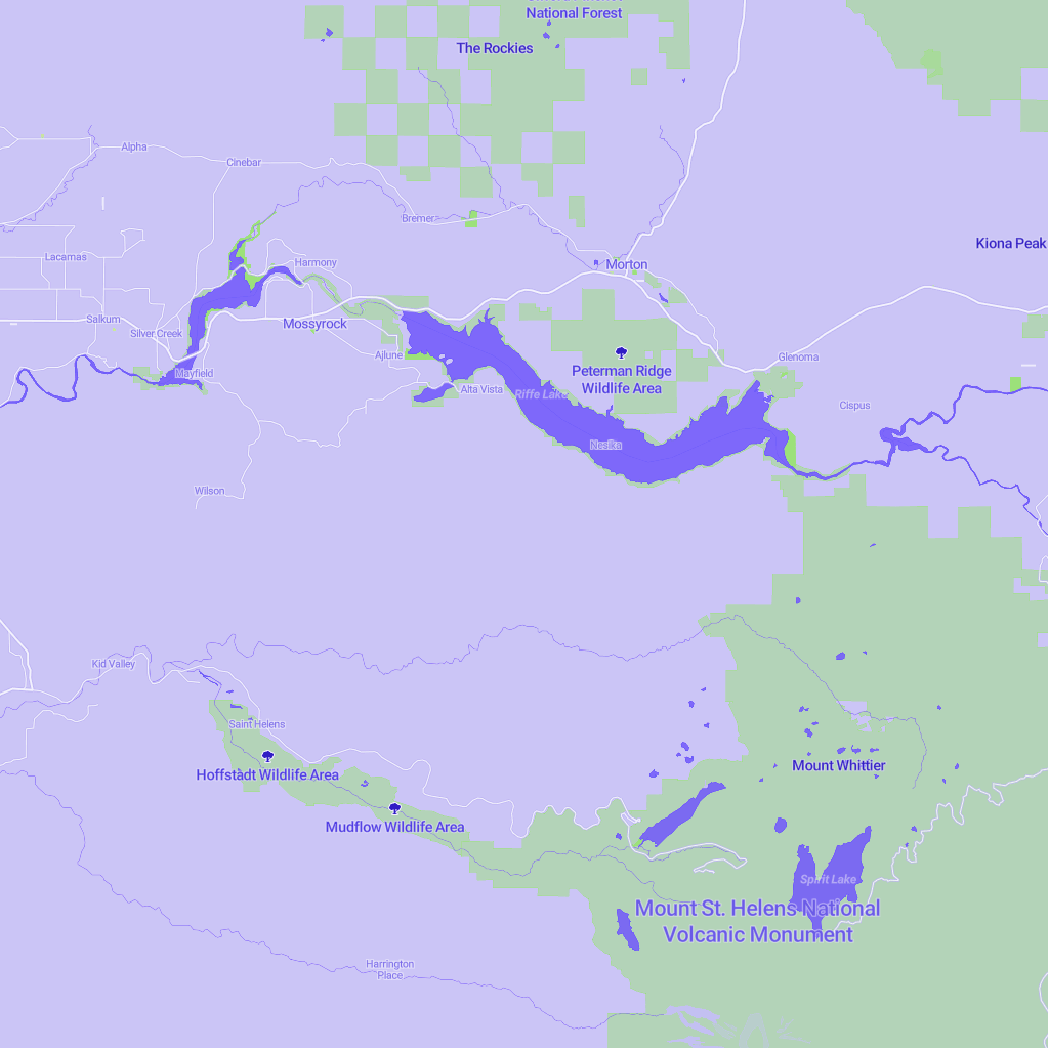 National Forest
The Rockies
Alpha
Cinebar
Bremer
Kiona Peak
Lacamas
Harmony
Morton
Salkum
Mossyrock
Silver Creek
Ajlune
Glenoma
Mayfield
Peterman Ridge
Wildlife Area
Alta Vista
Riffe Lake
Cispus
Nesika
Wilson
Kid Valley
Saint Helens
Mount Whittier
Hoffstadt Wildlife Area
Mudflow Wildlife Area
Spirit Lake
Mount St. Helens National
Volcanic Monument
Harrington
Place